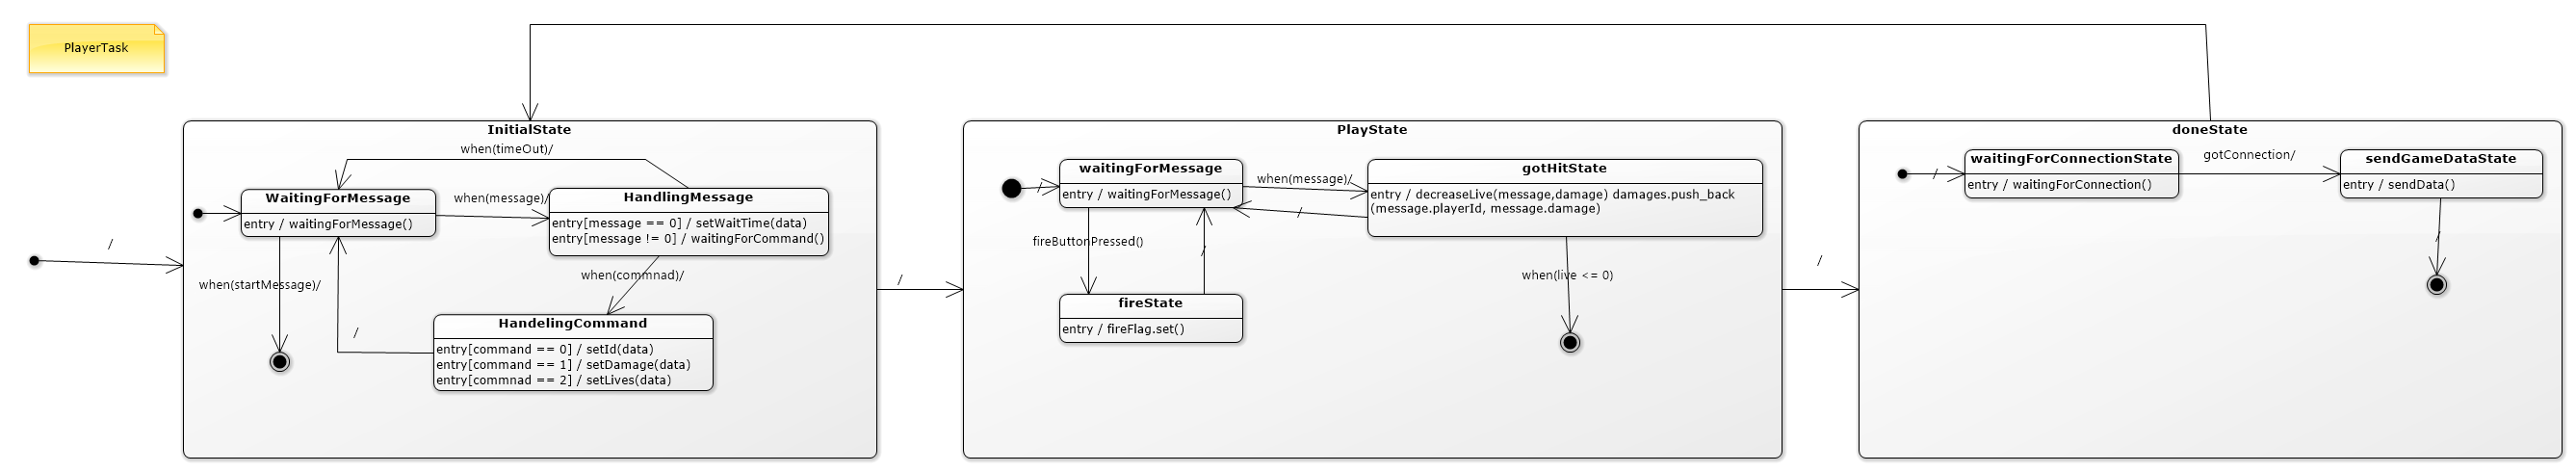 PlayerTask
/
InitialState
when(timeOut)/
WaitingForMessage
entry / waitingForMessage()
when(message)/
HandlingMessage
entry[message == 0] / setWaitTime(data)
entry[message != 0] / waitingForCommand()
when(startMessage)/
when(commnad)/
HandelingCommand
entry[command == 0] / setId(data)
entry[command == 1] / setDamage(data)
entry[commnad == 2] / setLives(data)
/
/
PlayState
/
waitingForMessage
entry / waitingForMessage()
when(message)/
gotHitState
entry / decreaseLive(message,damage) damages.push_back
(message.playerId, message.damage)
/
fireButtonPressed()
/
fireState
entry / fireFlag.set()
when(live <= 0)
/
doneState
/
waitingForConnectionState
entry / waitingForConnection()
gotConnection/
sendGameDataState
entry / sendData()
/